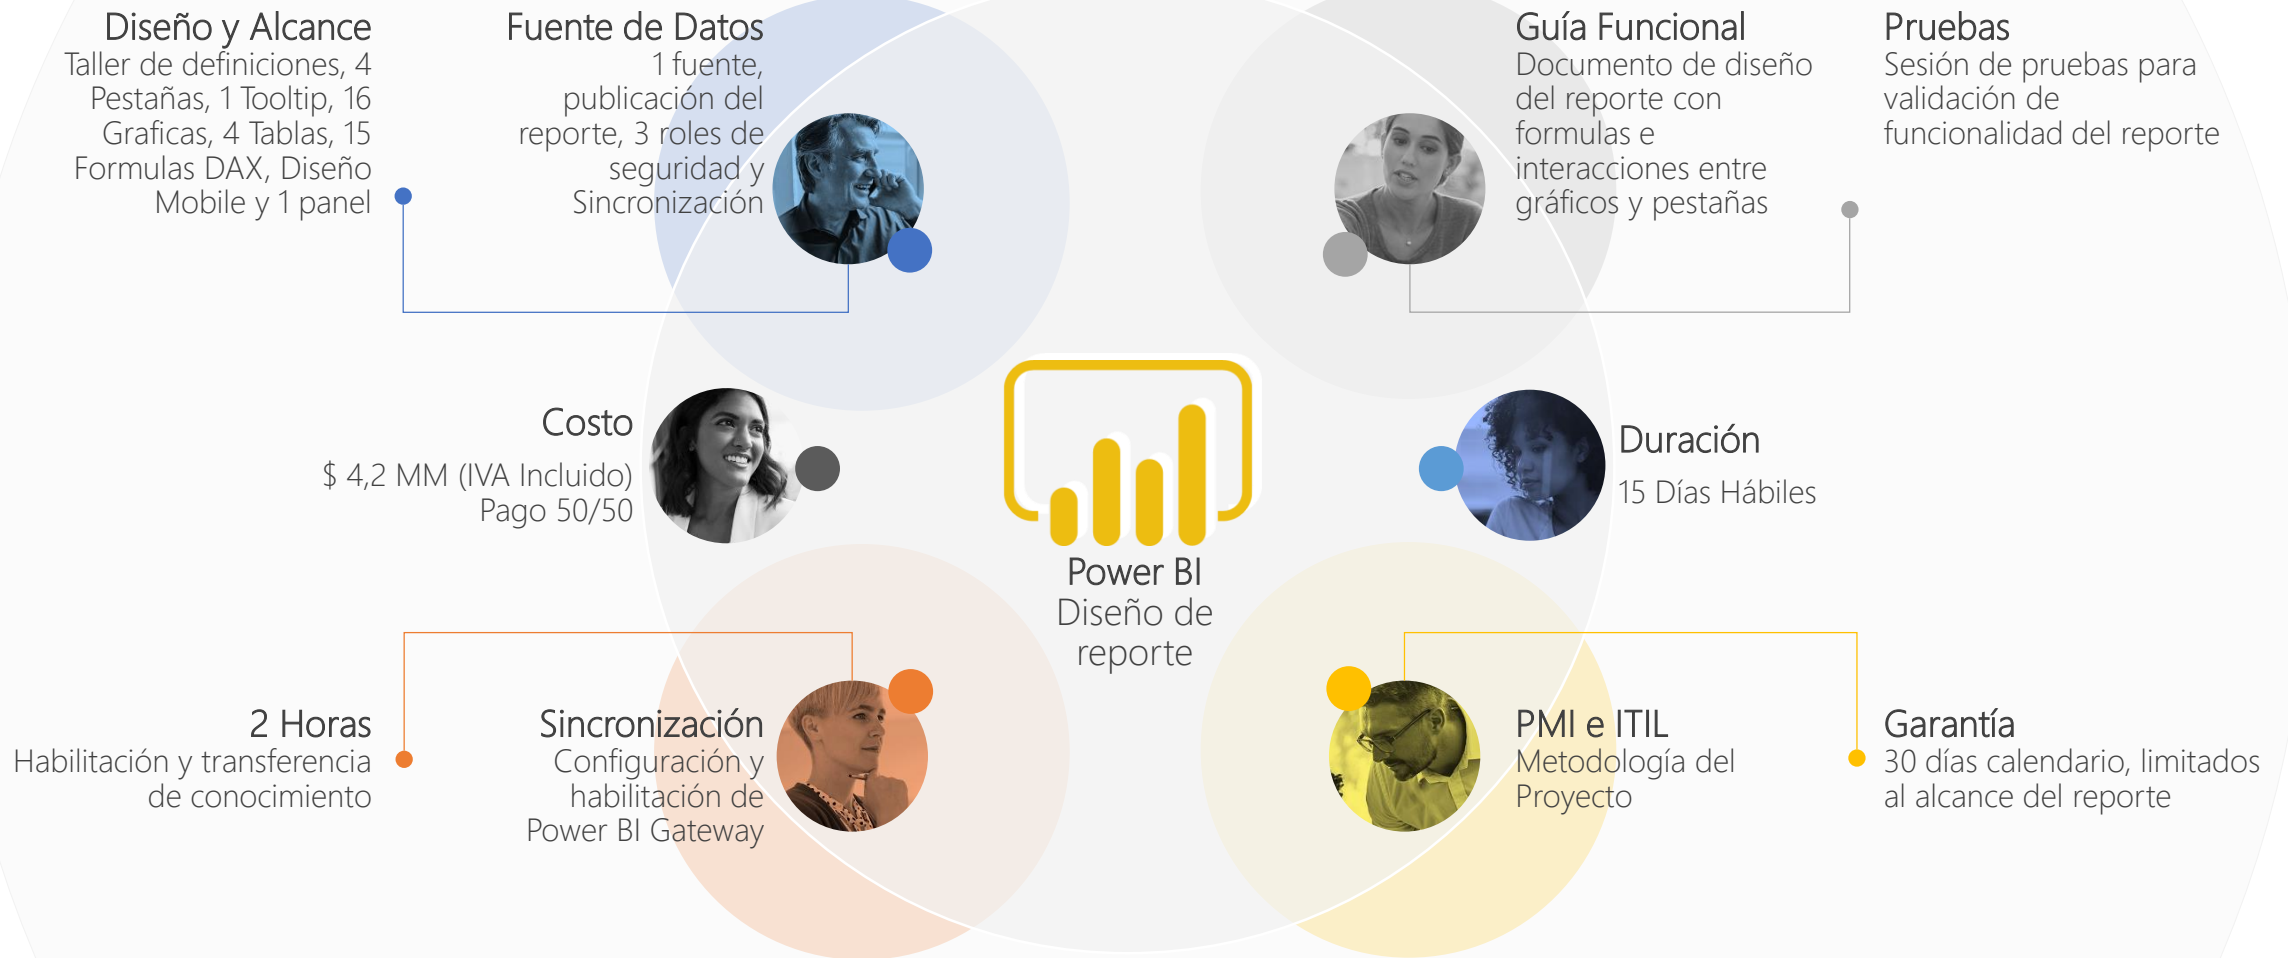 Diseño y Alcance
Taller de definiciones, 4
Pestañas, 1 Tooltip, 16
Graficas, 4 Tablas, 15
Formulas DAX, Diseño
Mobile y 1 panel
Fuente de Datos
1 fuente,
publicación del
reporte, 3 roles de
seguridad y
Sincronización
Guía Funcional
Documento de diseño
del reporte con
formulas e
interacciones entre
gráficos y pestañas
Pruebas
Sesión de pruebas para
validación de
funcionalidad del reporte
Costo
$ 4,2 MM (IVA Incluido)
Pago 50/50
Power BI
Diseño de
reporte
Duración
15 Días Hábiles
2 Horas
Habilitación y transferencia
de conocimiento
Sincronización
Configuración y
habilitación de
Power BI Gateway
PMI e ITIL
Metodología del
Proyecto
Garantía
30 días calendario, limitados
al alcance del reporte